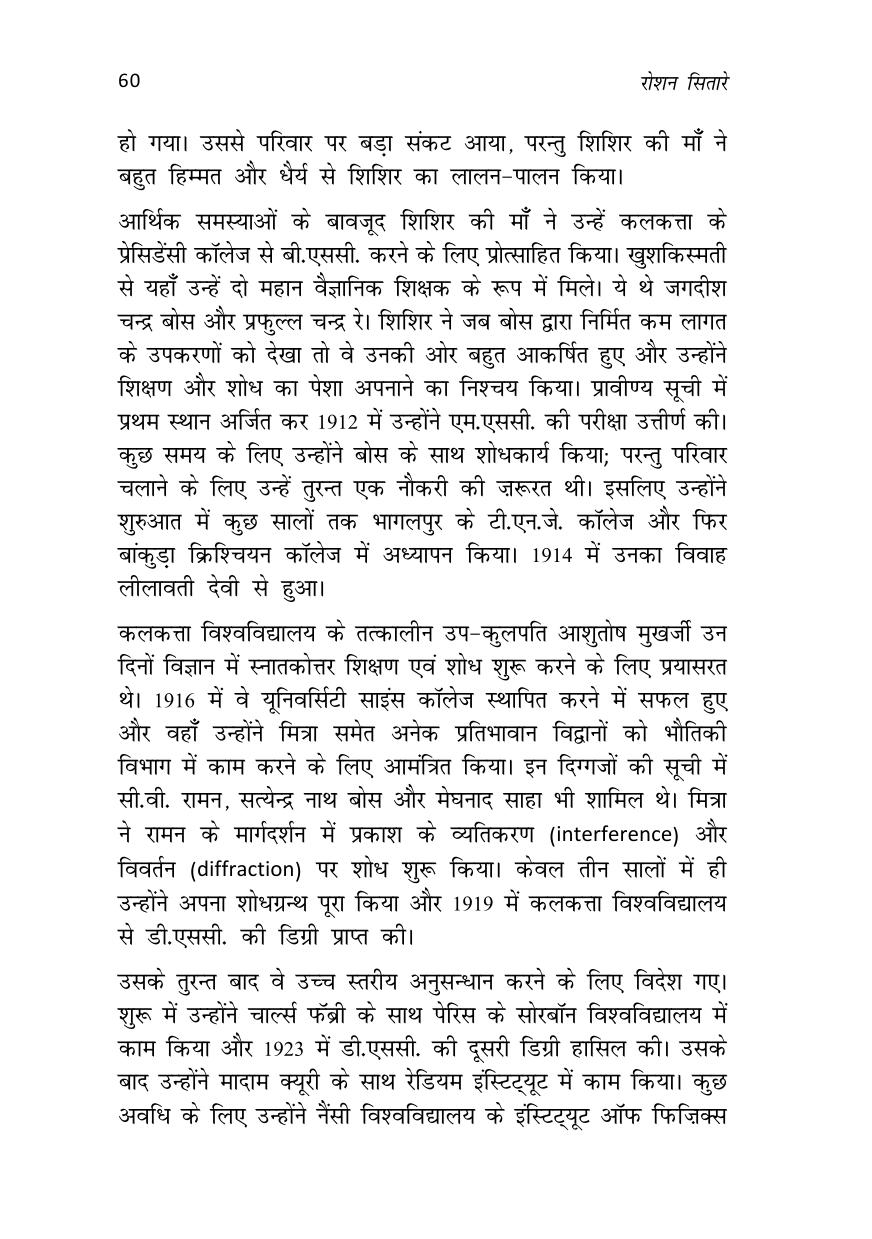 60 रोशन सितारे
हो गया। उससे परिवार पर बड़ा संकट आया, परन्तु शिशिर की माँ ने
बहुत हिम्मत और धैर्य से शिशिर का लालन-पालन किया।
आर्थिक समस्याओं के बावजूद शिशिर की माँ ने उन्हें कलकत्ता के
प्रेसिडेंसी कॉलेज से बी.एससी. करने के लिए प्रोत्साहित किया। खुशकिस्मती
से यहाँ उन्हें दो महान वैज्ञानिक शिक्षक के रूप में मिले। ये थे जगदीश
चन्द्र बोस और प्रफुल्ल चन्द्र रे। शिशिर ने जब बोस द्वारा निर्मित कम लागत
के उपकरणों को देखा तो वे उनकी ओर बहुत आकर्षित हुए और उन्होंने
शिक्षण और शोध का पेशा अपनाने का निश्चय किया। प्रावीण्य सूची में
प्रथम स्थान अर्जित कर 1912 में उन्होंने एम.एससी. की परीक्षा उत्तीर्ण की।
कुछ समय के लिए उन्होंने बोस के साथ शोधकार्य किया; परन्तु परिवार
चलाने के लिए उन्हें तुरन्त एक नौकरी की ज़रूरत थी। इसलिए उन्होंने
शुरुआत में कुछ सालों तक भागलपुर के टी.एन.जे. कॉलेज और फिर
बांकुड़ा क्रिश्चियन कॉलेज में अध्यापन किया। 1914 में उनका विवाह
लीलावती देवी से हुआ।
कलकत्ता विश्वविद्यालय के तत्कालीन उप-कुलपति आशुतोष मुखर्जी उन
दिनों विज्ञान में स्नातकोत्तर शिक्षण एवं शोध शुरू करने के लिए प्रयासरत
थे। 1916 में वे यूनिवर्सिटी साइंस कॉलेज स्थापित करने में सफल हुए
और वहाँ उन्होंने मित्रा समेत अनेक प्रतिभावान विद्वानों को भौतिकी
विभाग में काम करने के लिए आमंत्रित किया। इन दिग्गजों की सूची में
सी.वी. रामन, सत्येन्द्र नाथ बोस और मेघनाद साहा भी शामिल थे। मित्रा
ने रामन के मार्गदर्शन में प्रकाश के व्यतिकरण (interference) और
विवर्तन (diffraction) पर शोध शुरू किया। केवल तीन सालों में ही
उन्होंने अपना शोधग्रन्थ पूरा किया और 1919 में कलकत्ता विश्वविद्यालय
से डी.एससी. की डिग्री प्राप्त की।
उसके तुरन्त बाद वे उच्च स्तरीय अनुसन्धान करने के लिए विदेश गए।
शुरू में उन्होंने चार्ल्स फॅब्री के साथ पेरिस के सोरबॉन विश्वविद्यालय में
काम किया और 1923 में डी.एससी. की दूसरी डिग्री हासिल की। उसके
बाद उन्होंने मादाम क्यूरी के साथ रेडियम इंस्टिट्यूट में काम किया। कुछ
अवधि के लिए उन्होंने नैंसी विश्वविद्यालय के इंस्टिट्यूट ऑफ फिज़िक्स